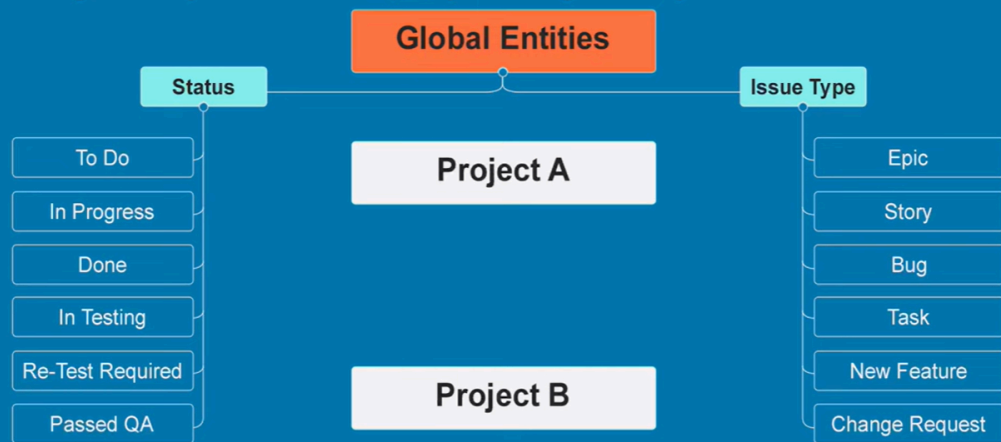 Global Entities
Status
Issue Type
To Do
Project A
Epic
In Progress
Story
Done
Bug
In Testing
Task
Re-Test Required
Project B
New Feature
Passed QA
Change Request